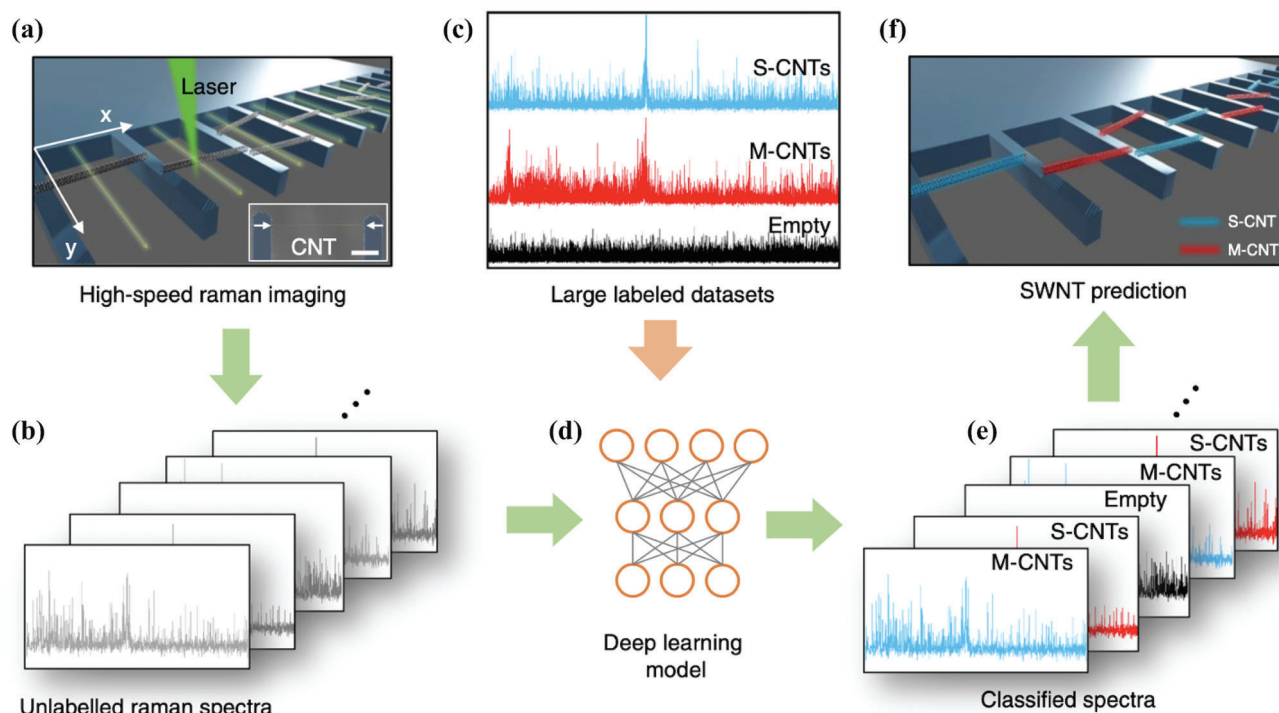 (a)
Laser
x
y
CNT
High-speed raman imaging
(b)
Unlabelled raman spectra
(c)
S-CNTs
M-CNTs
Empty
Large labeled datasets
(d)
Deep learning
model
(e)
S-CNTs
M-CNTs
Empty
S-CNTs
M-CNTs
Classified spectra
(f)
S-CNT
M-CNT
SWNT prediction